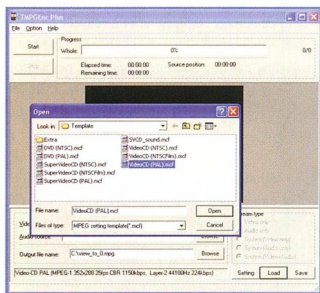 TMPGEnc Plus
File Option Help
Start
Progress
Whole
0%
0/0
Elapsed time: 00:00:00 Source position: 00:00:00
Remaining time: 00:00:00
Open
Look in: Template
Extra
DVD (NTSC).mcf
DVD (PAL).mcf
SuperVideoCD (NTSC).mcf
SuperVideoCD (NTSCFilm).mcf
SuperVideoCD (PAL).mcf
SVCD_sound.mcf
VideoCD (NTSC).mcf
VideoCD (NTSCFilm).mcf
VideoCD (PAL).mcf
File name: VideoCD (PAL).mcf Open
Files of type: MPEG setting template(*.mcf) Cancel
Audio source Browse
Output file name: C:\view_to_0.mpg Browse
Video-CD PAL (MPEG-1 352x288 25fps CBR 1150kbps, Layer-2 44100Hz 224kbps) Setting Load Save